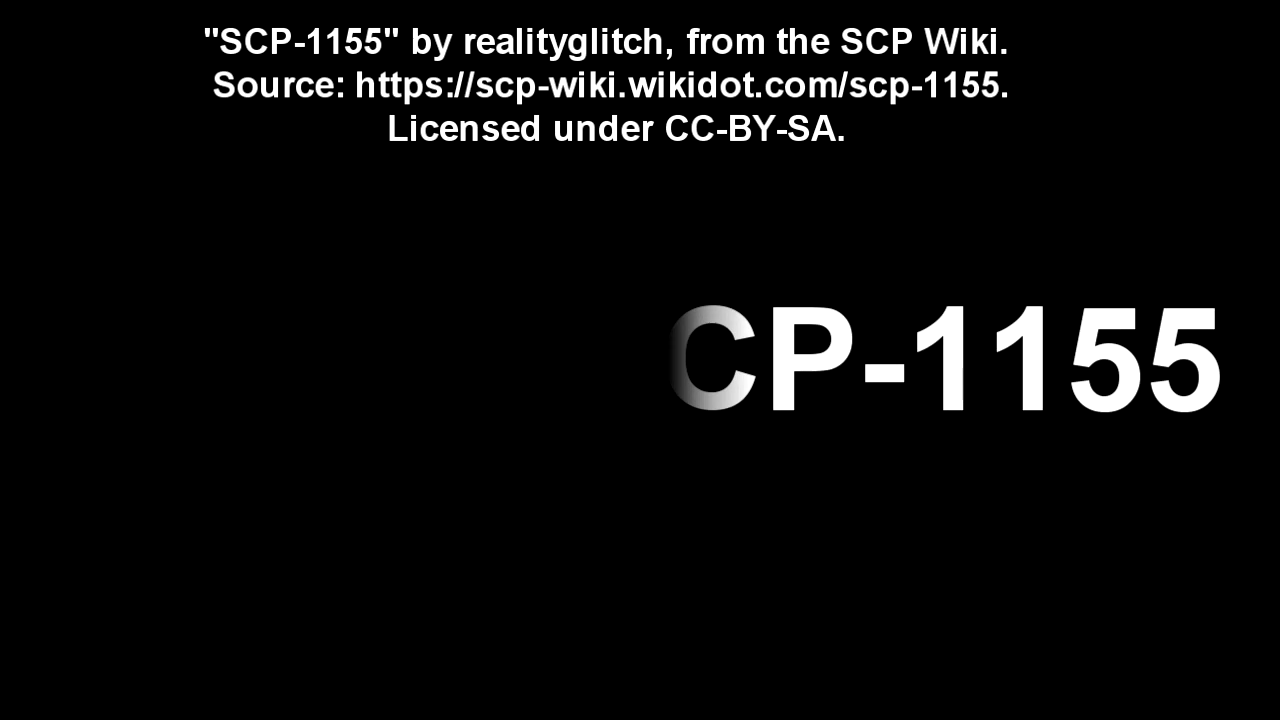 "SCP-1155" by realityglitch, from the SCP Wiki.
Source: https://scp-wiki.wikidot.com/scp-1155.
Licensed under CC-BY-SA.
CP-1155